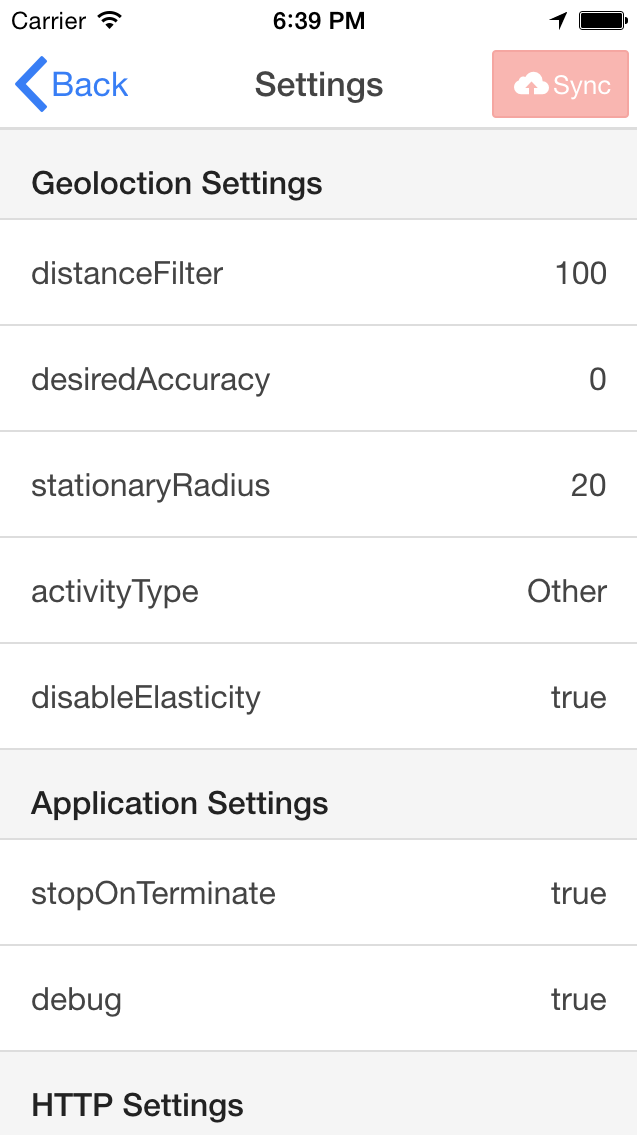 Carrier 6:39 PM
Back Settings Sync
Geoloction Settings
distanceFilter 100
desiredAccuracy 0
stationaryRadius 20
activityType Other
disableElasticity true
Application Settings
stopOnTerminate true
debug true
HTTP Settings